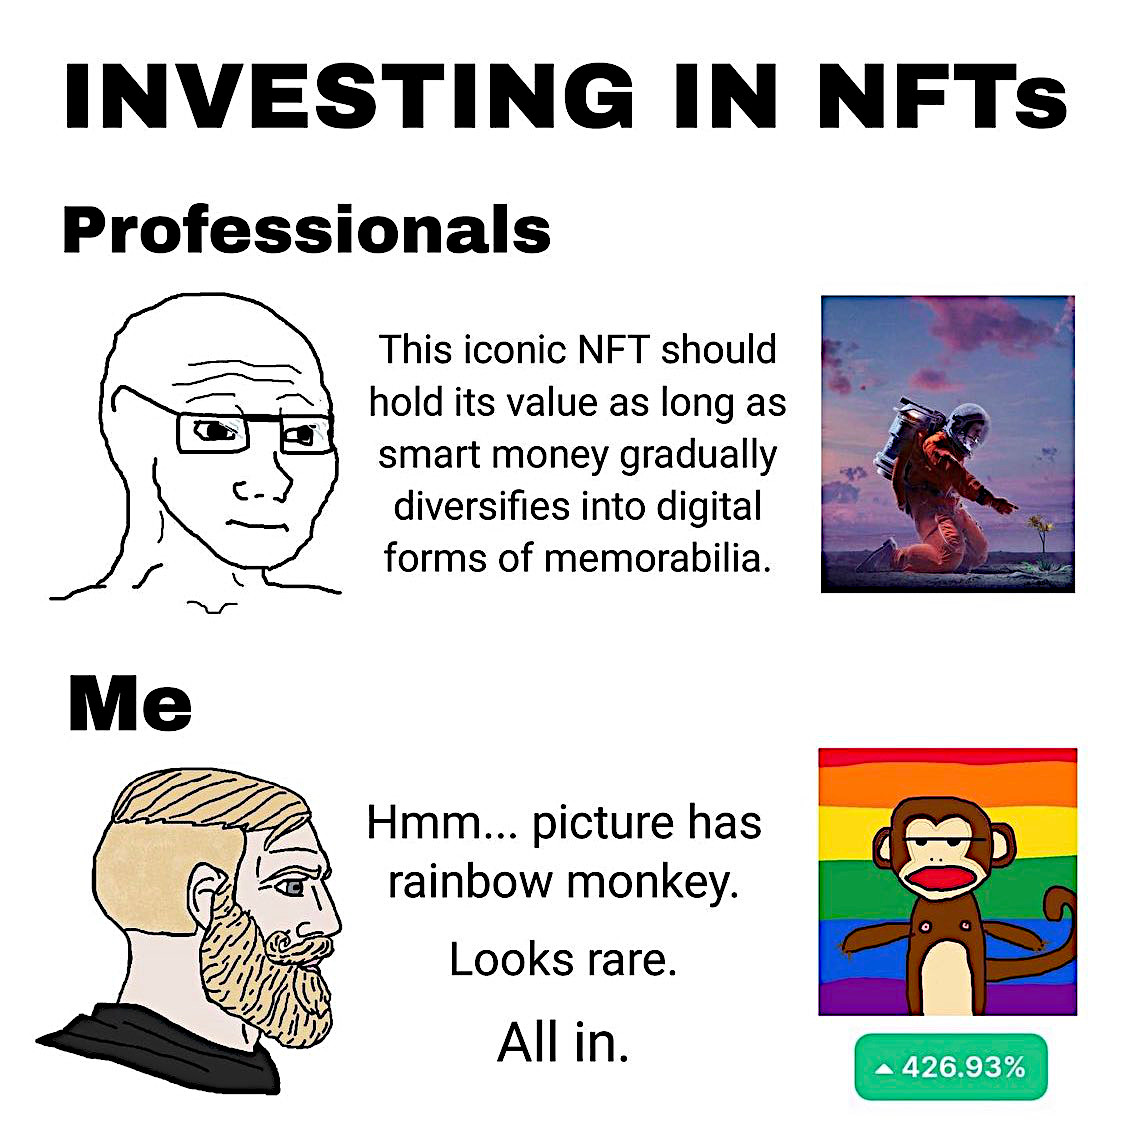 INVESTING IN NFTs
Professionals
This iconic NFT should
hold its value as long as
smart money gradually
diversifies into digital
forms of memorabilia.
Me
Hmm... picture has
rainbow monkey.
Looks rare.
All in.
▲ 426.93%